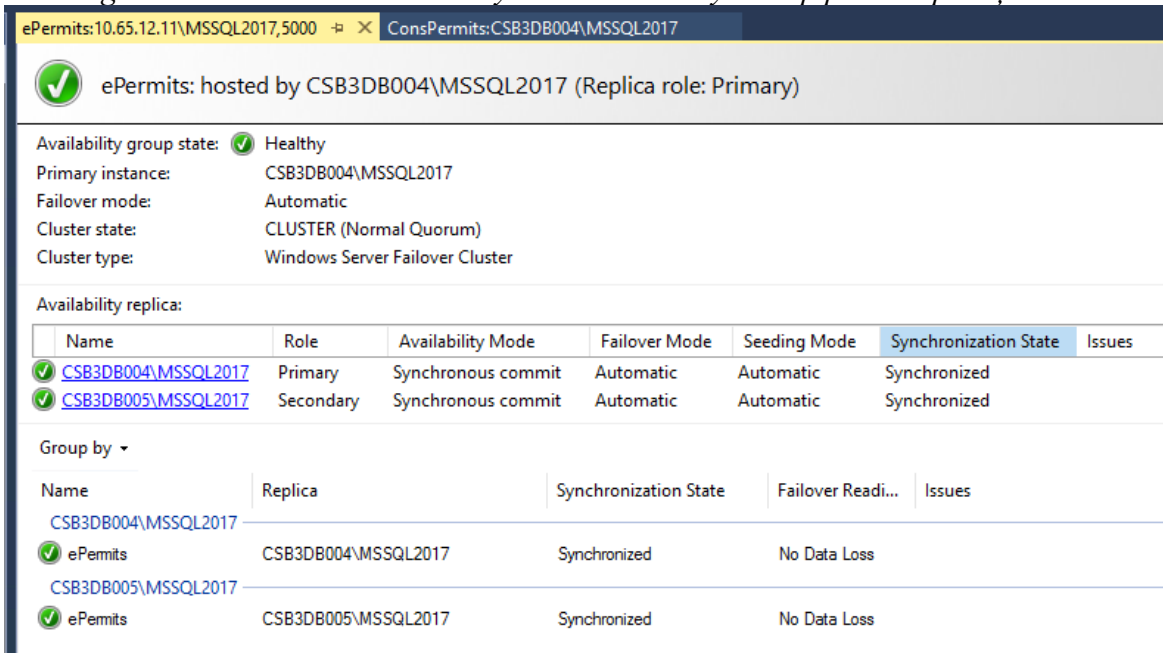 ePermits:10.65.12.11\MSSQL2017,5000 ConsPermits:CSB3DB004\MSSQL2017
ePermits: hosted by CSB3DB004\MSSQL2017 (Replica role: Primary)
Availability group state: Healthy
Primary instance: CSB3DB004\MSSQL2017
Failover mode: Automatic
Cluster state: CLUSTER (Normal Quorum)
Cluster type: Windows Server Failover Cluster
Availability replica:
Name Role Availability Mode Failover Mode Seeding Mode Synchronization State Issues
CSB3DB004\MSSQL2017 Primary Synchronous commit Automatic Automatic Synchronized
CSB3DB005\MSSQL2017 Secondary Synchronous commit Automatic Automatic Synchronized
Group by
Name Replica Synchronization State Failover Readi... Issues
CSB3DB004\MSSQL2017
ePermits CSB3DB004\MSSQL2017 Synchronized No Data Loss
CSB3DB005\MSSQL2017
ePermits CSB3DB005\MSSQL2017 Synchronized No Data Loss